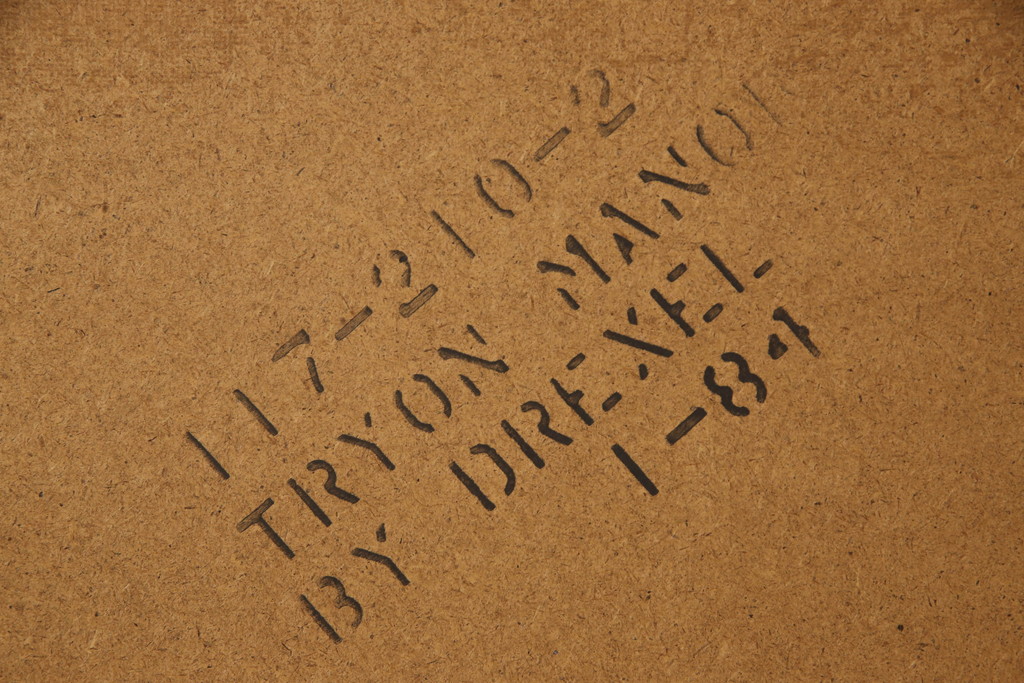 117-210-2
TRYON MANOR
BY DREXEL
1-84